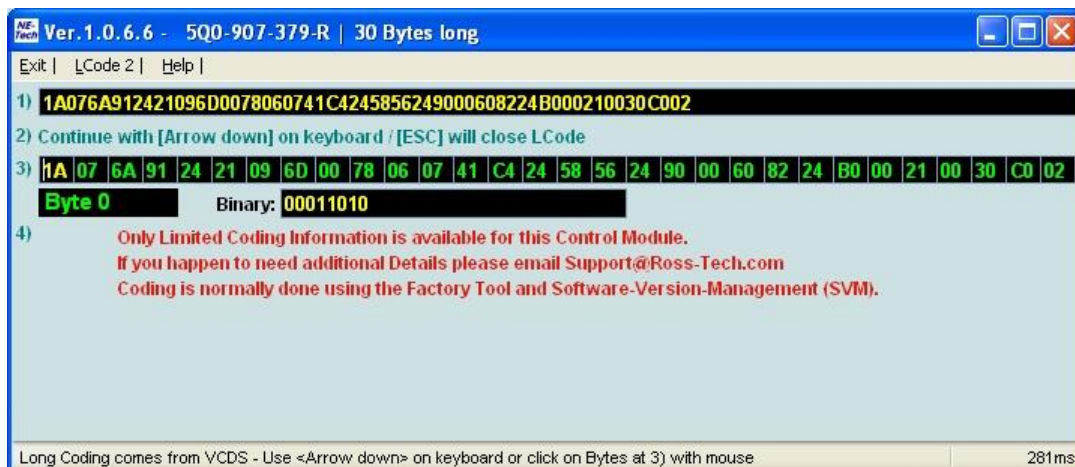 NE-Tech Ver.1.0.6.6 - 5Q0-907-379-R | 30 Bytes long
Exit | LCode 2 | Help |
1) 1A076A912421096D0078060741C4245856249000608224B000210030C002
2) Continue with [Arrow down] on keyboard / [ESC] will close LCode
3) 1A 07 6A 91 24 21 09 6D 00 78 06 07 41 C4 24 58 56 24 90 00 60 82 24 B0 00 21 00 30 C0 02
Byte 0 Binary: 00011010
4) Only Limited Coding Information is available for this Control Module.
If you happen to need additional Details please email Support@Ross-Tech.com
Coding is normally done using the Factory Tool and Software-Version-Management (SVM).
Long Coding comes from VCDS - Use <Arrow down> on keyboard or click on Bytes at 3) with mouse 281ms